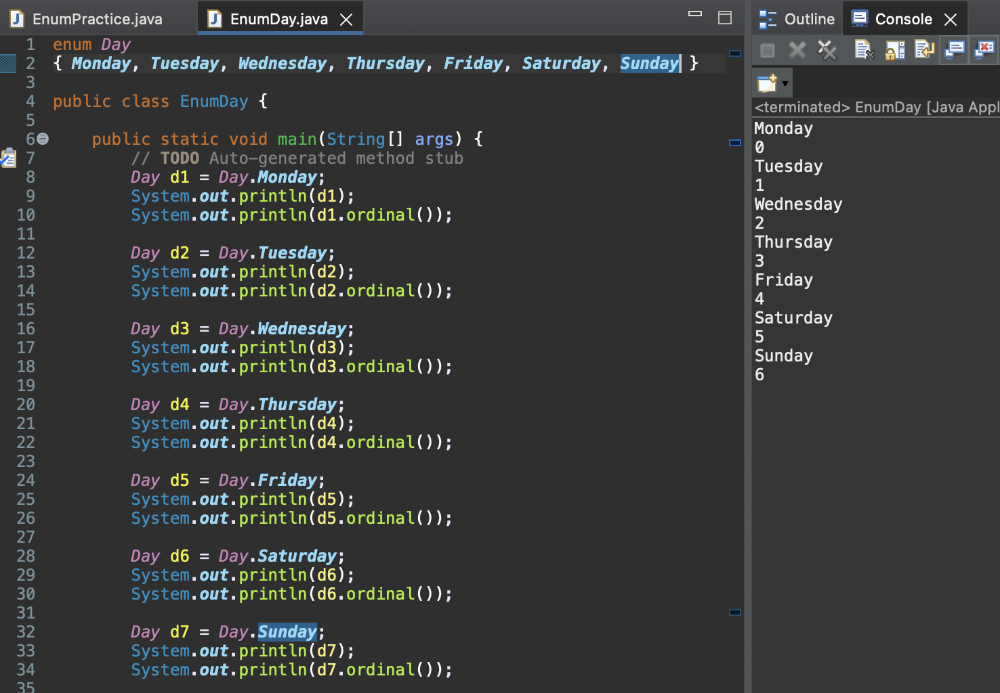 EnumPractice.java
EnumDay.java
1 enum Day
2 { Monday, Tuesday, Wednesday, Thursday, Friday, Saturday, Sunday }
3
4 public class EnumDay {
5
6 public static void main(String[] args) {
7 // TODO Auto-generated method stub
8 Day d1 = Day.Monday;
9 System.out.println(d1);
10 System.out.println(d1.ordinal());
11
12 Day d2 = Day.Tuesday;
13 System.out.println(d2);
14 System.out.println(d2.ordinal());
15
16 Day d3 = Day.Wednesday;
17 System.out.println(d3);
18 System.out.println(d3.ordinal());
19
20 Day d4 = Day.Thursday;
21 System.out.println(d4);
22 System.out.println(d4.ordinal());
23
24 Day d5 = Day.Friday;
25 System.out.println(d5);
26 System.out.println(d5.ordinal());
27
28 Day d6 = Day.Saturday;
29 System.out.println(d6);
30 System.out.println(d6.ordinal());
31
32 Day d7 = Day.Sunday;
33 System.out.println(d7);
34 System.out.println(d7.ordinal());
35
Outline
Console
<terminated> EnumDay [Java Appl
Monday
0
Tuesday
1
Wednesday
2
Thursday
3
Friday
4
Saturday
5
Sunday
6